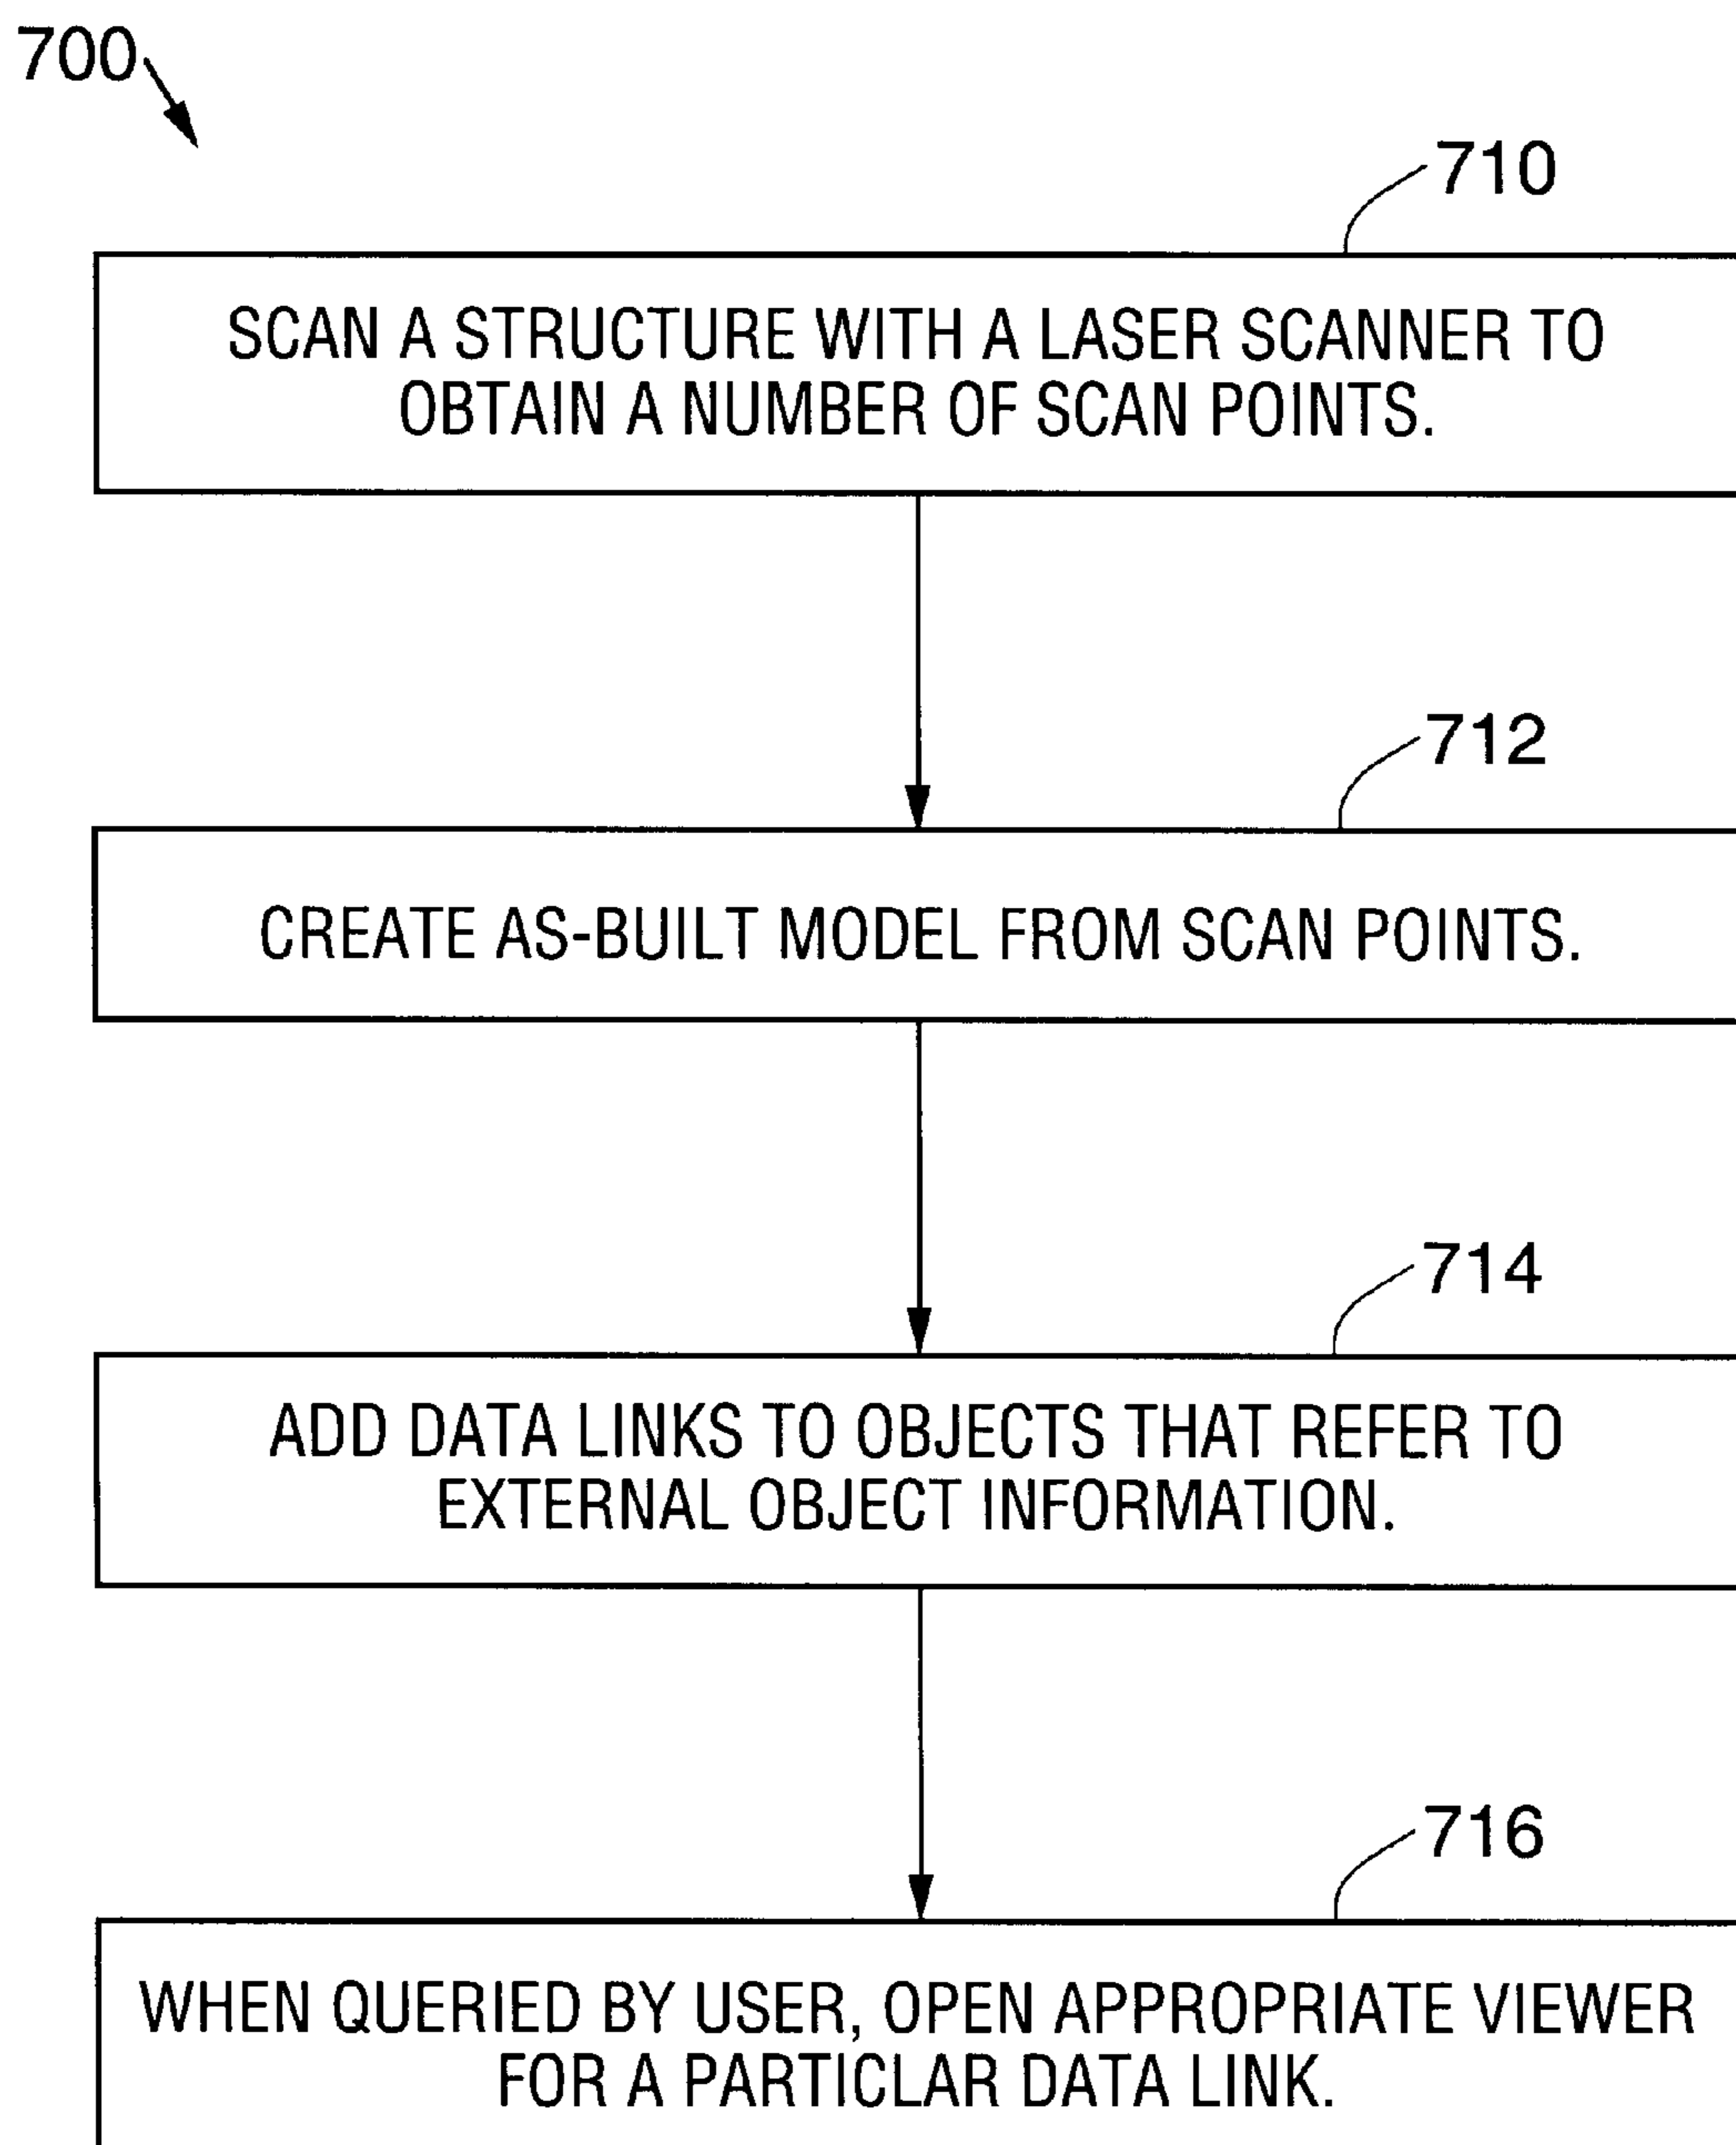 700
710
SCAN A STRUCTURE WITH A LASER SCANNER TO
OBTAIN A NUMBER OF SCAN POINTS.
712
CREATE AS-BUILT MODEL FROM SCAN POINTS.
714
ADD DATA LINKS TO OBJECTS THAT REFER TO
EXTERNAL OBJECT INFORMATION.
716
WHEN QUERIED BY USER, OPEN APPROPRIATE VIEWER
FOR A PARTICLAR DATA LINK.